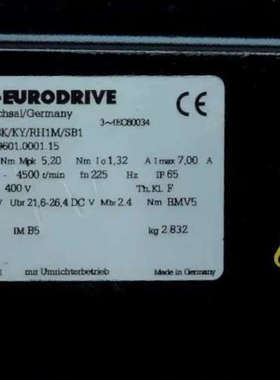 -EURODRIVE
chsal/Germany
3~IEC60034
K/KY/RH1M/SB1
9601.0001.15
Nm Mpk 5,20 Nm Io 1,32 A Imax 7,00 A
- 4500 r/min fn 225 Hz IP 65
400 V Th.Kl. F
V Ubr 21,6-26,4 DC V Mbr 2.4 Nm BMV5
IM B5 kg 2.832
mit Umrichterbetrieb Made in Germany
CE